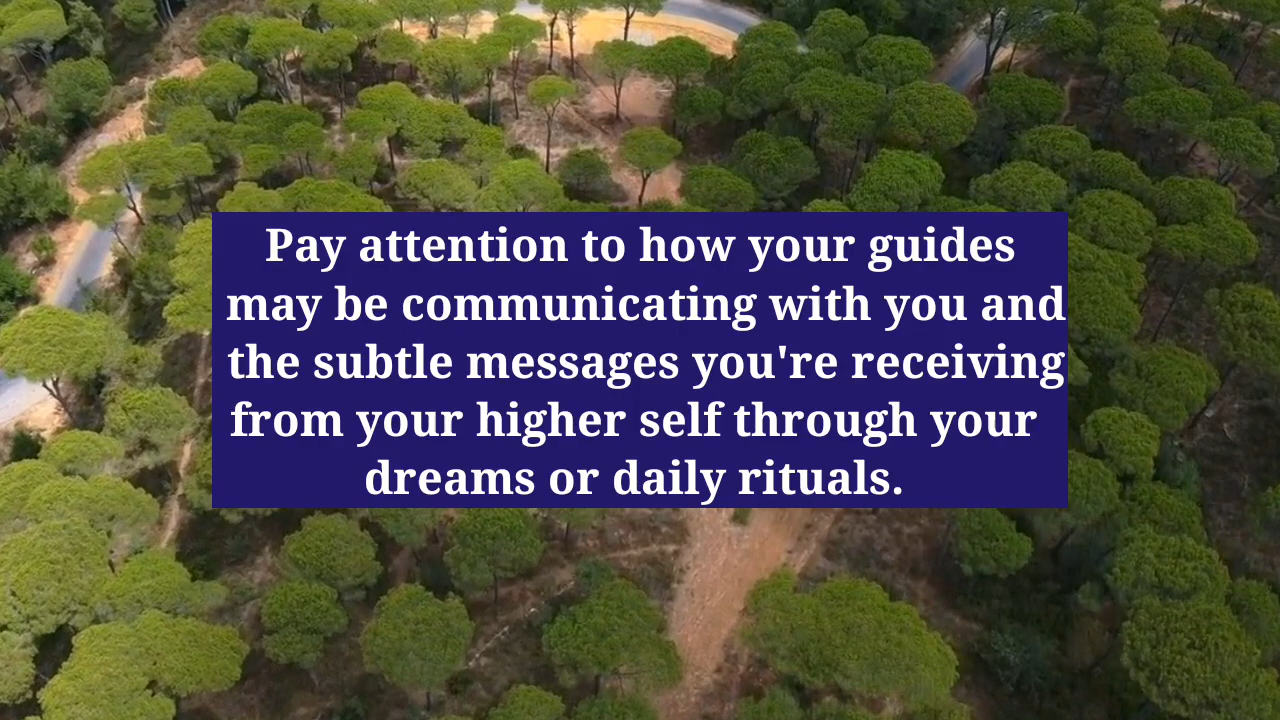 Pay attention to how your guides
may be communicating with you and
the subtle messages you're receiving
from your higher self through your
dreams or daily rituals.